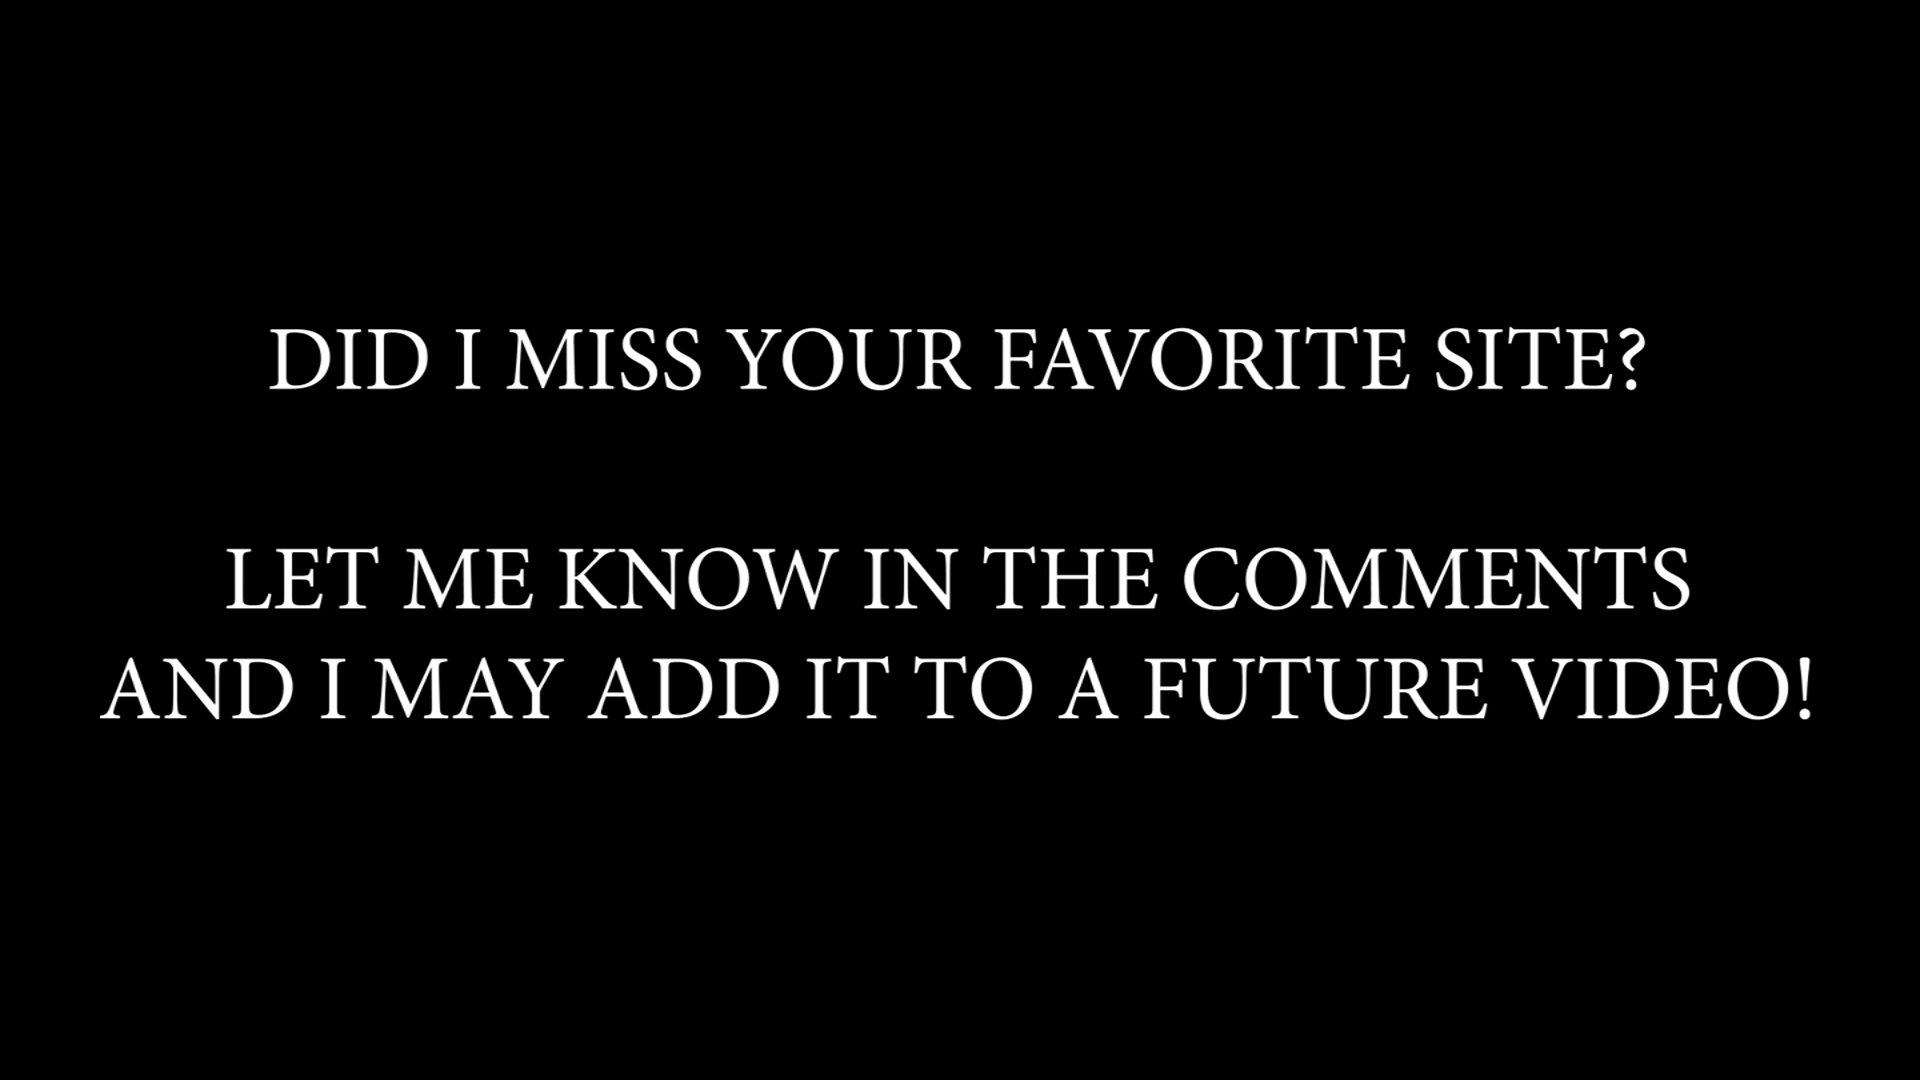 DID I MISS YOUR FAVORITE SITE?
LET ME KNOW IN THE COMMENTS
AND I MAY ADD IT TO A FUTURE VIDEO!